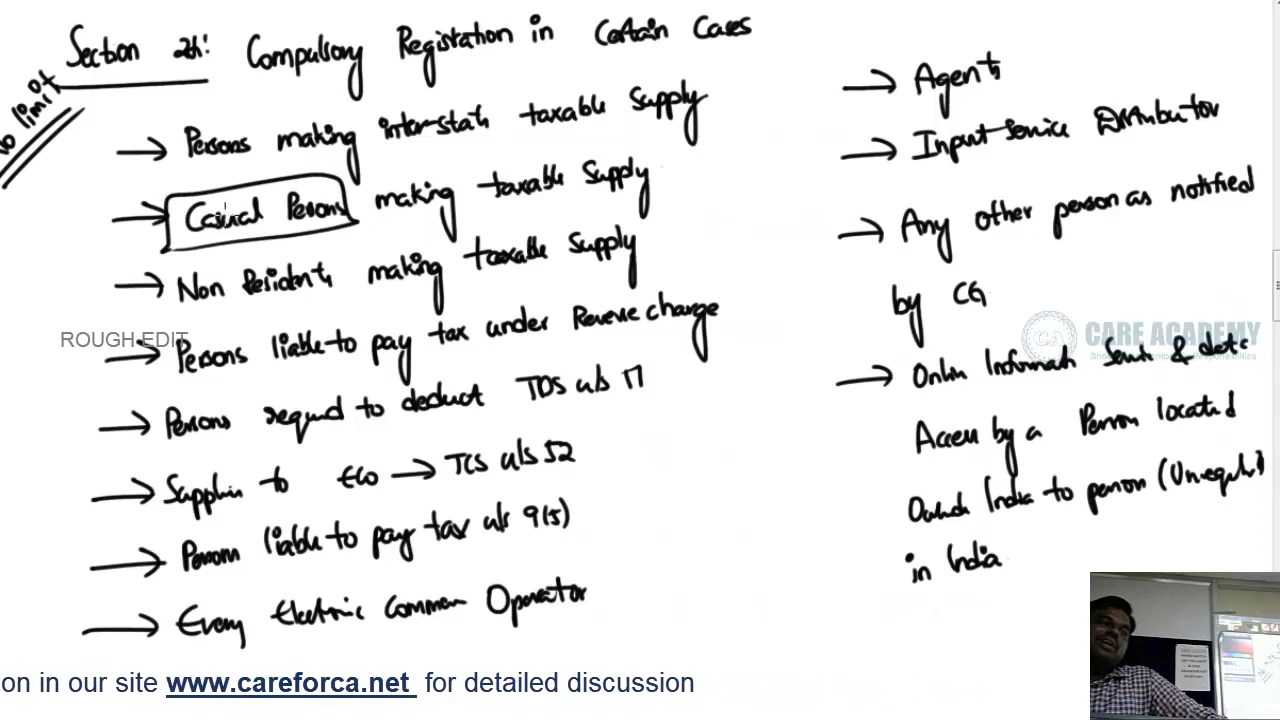 Section 24: Compulsory Registration in Certain Cases
No limit
→ Persons making inter-state taxable Supply
→ Casual Persons making taxable Supply
→ Non Residents making taxable Supply
→ Persons liable to pay tax under Reverse charge
→ Persons required to deduct TDS u/s
→ Supplier to ECO → TCS u/s 52
→ Person liable to pay tax u/s 9(5)
→ Every Electronic Commerce Operator
→ Agents
→ Input Service Distributor
→ Any other person as notified
by CG
→ Online Information Service & data
Access by a Person located
Outside India to person (Unregistered)
in India
ROUGH EDIT
CARE ACADEMY
on in our site www.careforca.net for detailed discussion